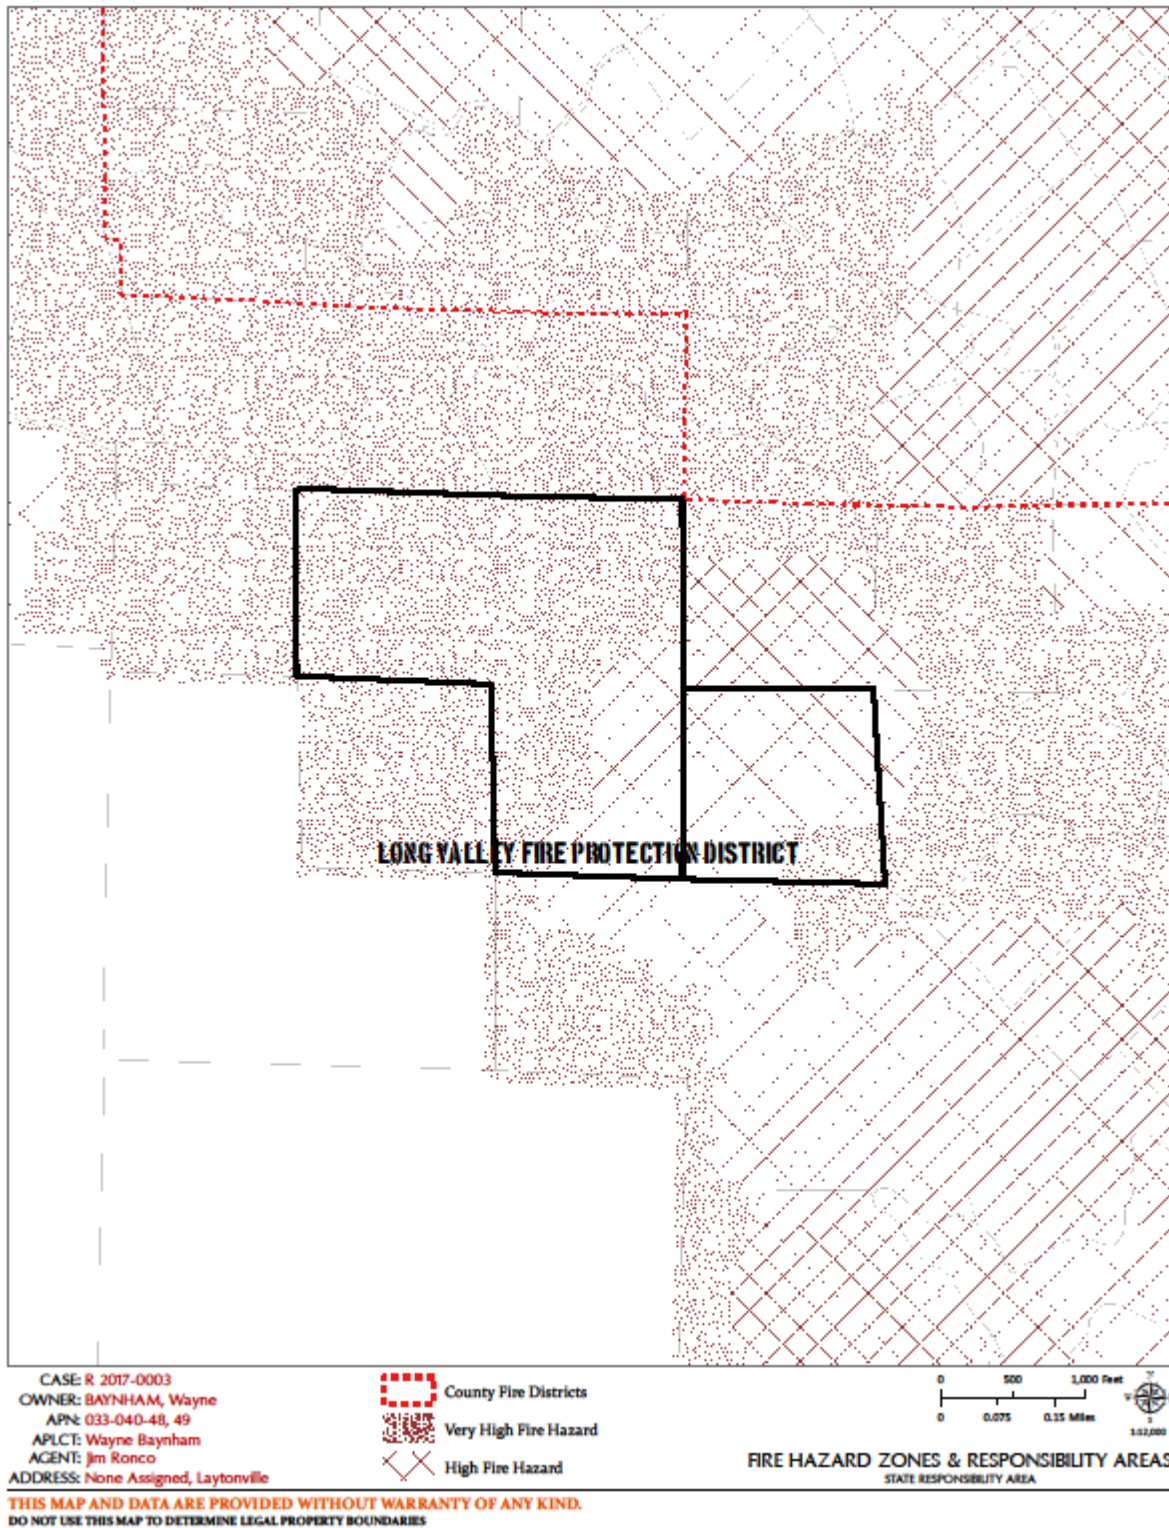 LONG VALLEY FIRE PROTECTION DISTRICT
CASE: R 2017-0003
OWNER: BAYNHAM, Wayne
APN: 033-040-48, 49
APLCT: Wayne Baynham
AGENT: Jim Ronco
ADDRESS: None Assigned, Laytonville
County Fire Districts
Very High Fire Hazard
High Fire Hazard
0 500 1,000 Feet
0 0.075 0.15 Miles
1:12,000
FIRE HAZARD ZONES & RESPONSIBILITY AREAS
STATE RESPONSIBILITY AREA
THIS MAP AND DATA ARE PROVIDED WITHOUT WARRANTY OF ANY KIND.
DO NOT USE THIS MAP TO DETERMINE LEGAL PROPERTY BOUNDARIES